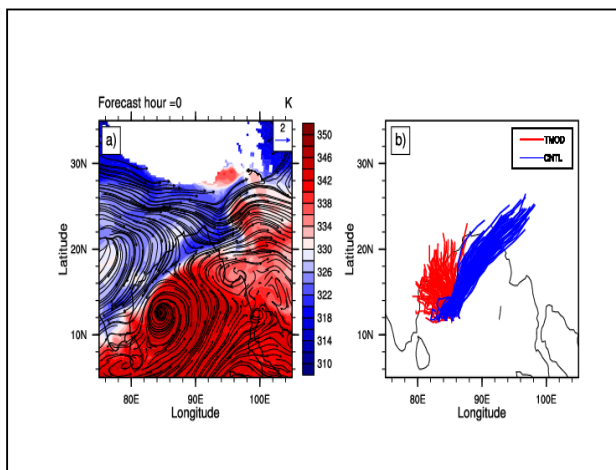 Forecast hour =0 K
a)
2
30N
20N
10N
Latitude
80E 90E 100E
Longitude
350
346
342
338
334
330
326
322
318
314
310
b)
TMOD
CNTL
30N
20N
10N
Latitude
80E 90E 100E
Longitude